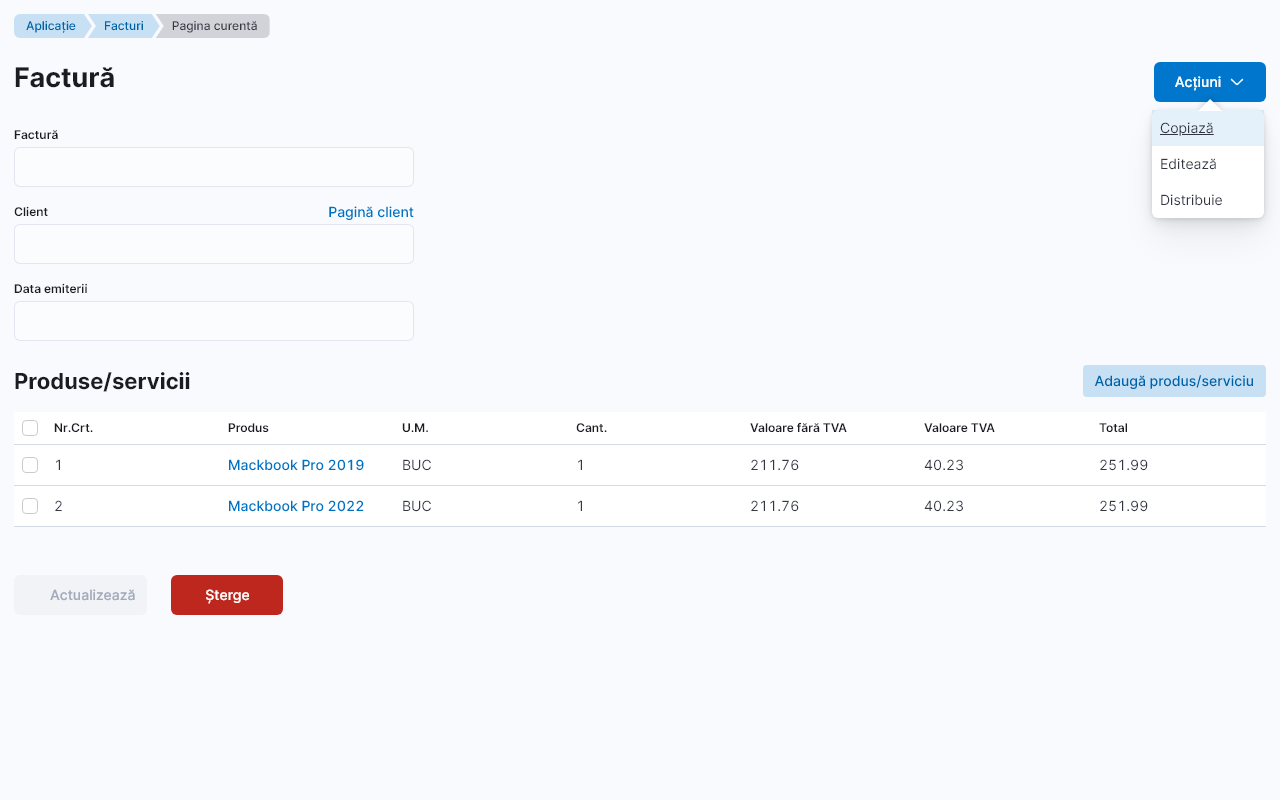 Aplicație Facturi Pagina curentă
Factură
Acțiuni
Copiază
Editează
Distribuie
Factură
Client Pagină client
Data emiterii
Produse/servicii
Adaugă produs/serviciu
Nr.Crt. Produs U.M. Cant. Valoare fără TVA Valoare TVA Total
1 Mackbook Pro 2019 BUC 1 211.76 40.23 251.99
2 Mackbook Pro 2022 BUC 1 211.76 40.23 251.99
Actualizează Șterge